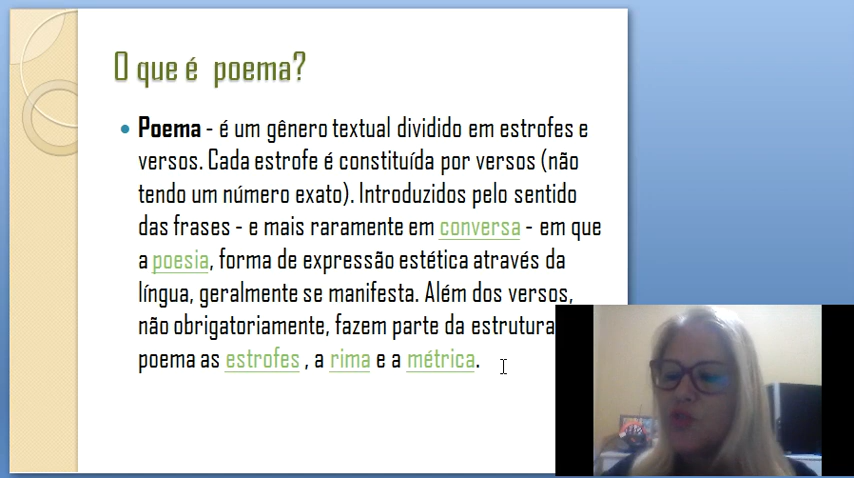 O que é poema?
Poema - é um gênero textual dividido em estrofes e
versos. Cada estrofe é constituída por versos (não
tendo um número exato). Introduzidos pelo sentido
das frases - e mais raramente em conversa - em que
a poesia, forma de expressão estética através da
língua, geralmente se manifesta. Além dos versos,
não obrigatoriamente, fazem parte da estrutura
poema as estrofes , a rima e a métrica.